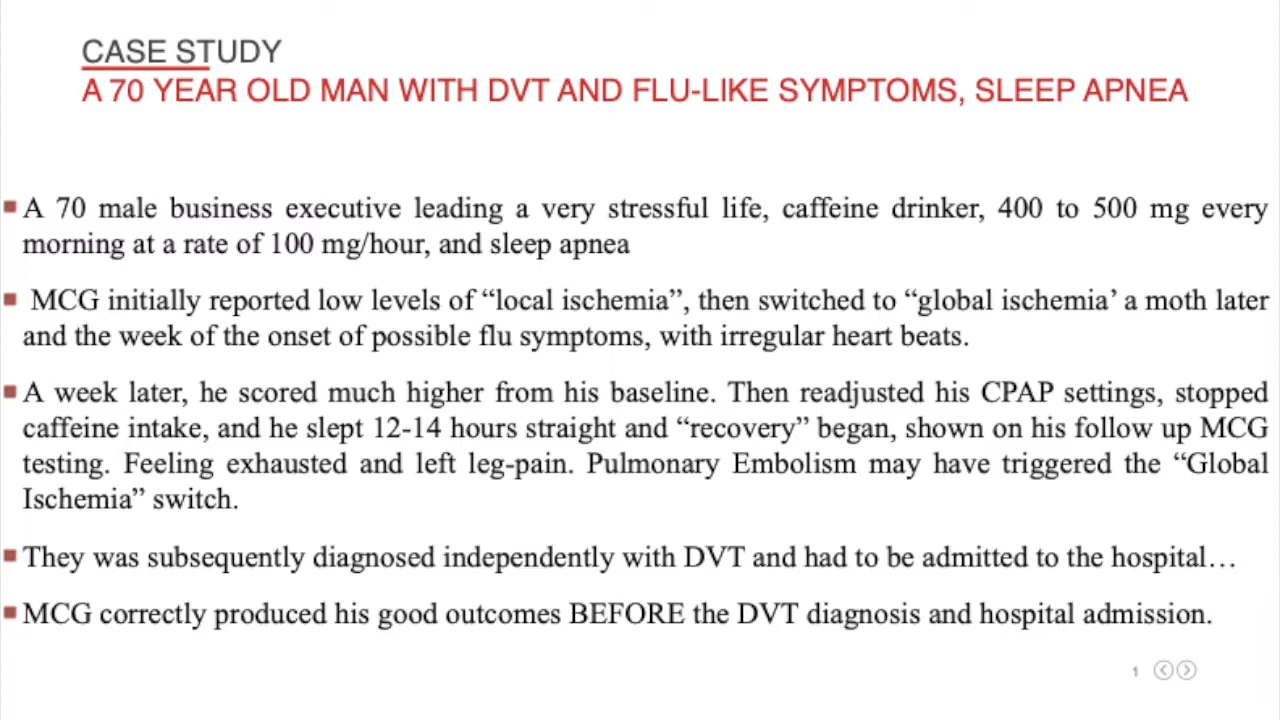 CASE STUDY
A 70 YEAR OLD MAN WITH DVT AND FLU-LIKE SYMPTOMS, SLEEP APNEA
A 70 male business executive leading a very stressful life, caffeine drinker, 400 to 500 mg every
morning at a rate of 100 mg/hour, and sleep apnea
MCG initially reported low levels of “local ischemia”, then switched to “global ischemia’ a moth later
and the week of the onset of possible flu symptoms, with irregular heart beats.
A week later, he scored much higher from his baseline. Then readjusted his CPAP settings, stopped
caffeine intake, and he slept 12-14 hours straight and “recovery” began, shown on his follow up MCG
testing. Feeling exhausted and left leg-pain. Pulmonary Embolism may have triggered the “Global
Ischemia” switch.
They was subsequently diagnosed independently with DVT and had to be admitted to the hospital…
MCG correctly produced his good outcomes BEFORE the DVT diagnosis and hospital admission.
1